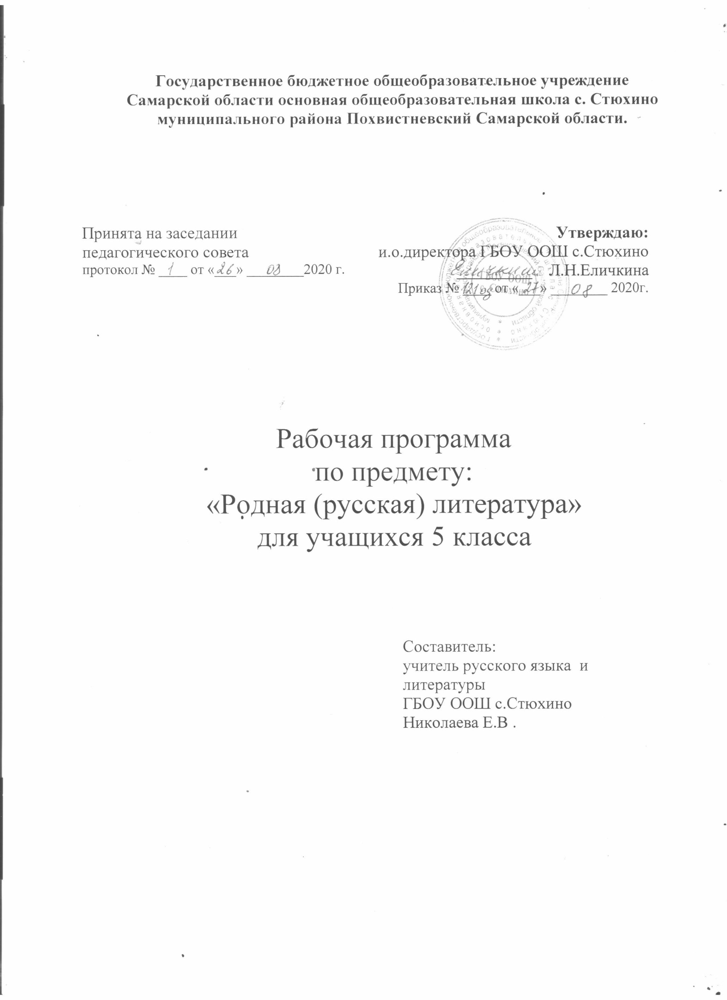 Государственное бюджетное общеобразовательное учреждение
Самарской области основная общеобразовательная школа с. Стюхино
муниципального района Похвистневский Самарской области.
Принята на заседании
педагогического совета
протокол № 1 от «26» 08 2020 г.
Утверждаю:
и.о.директора ГБОУ ООШ с.Стюхино
Л.Н.Еличкина
Приказ № от «27» 08 2020г.
ГБОУ ООШ
с. Стюхино
Рабочая программа
по предмету:
«Родная (русская) литература»
для учащихся 5 класса
Составитель:
учитель русского языка и
литературы
ГБОУ ООШ с.Стюхино
Николаева Е.В .